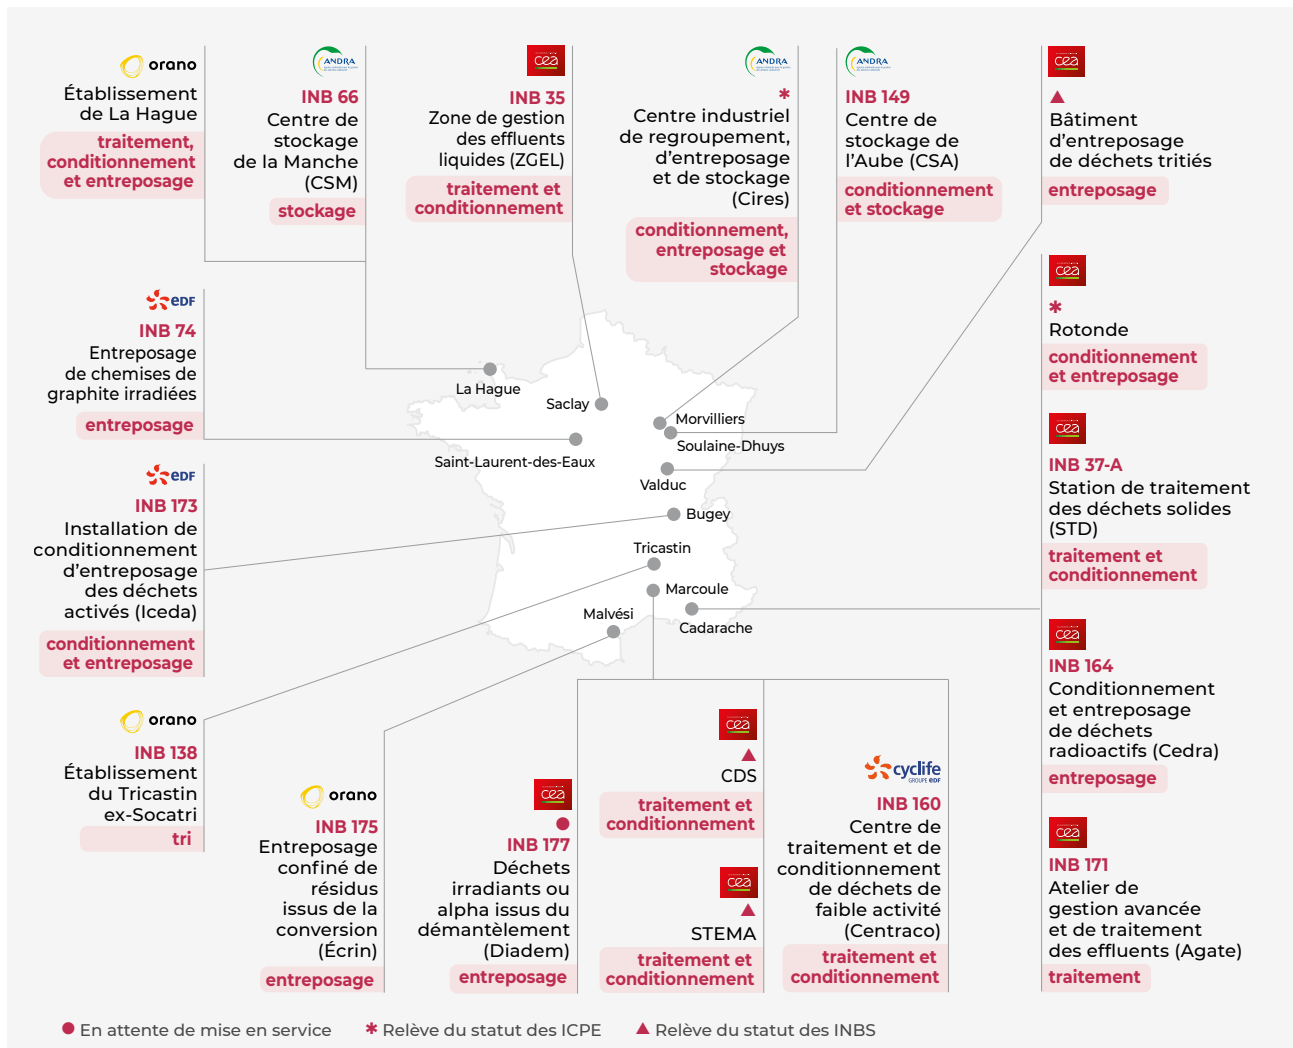 orano
Établissement
de La Hague
traitement,
conditionnement
et entreposage
ANDRA
INB 66
Centre de
stockage
de la Manche
(CSM)
stockage
cea
INB 35
Zone de gestion
des effluents
liquides (ZGEL)
traitement et
conditionnement
ANDRA
*
Centre industriel
de regroupement,
d’entreposage
et de stockage
(Cires)
conditionnement,
entreposage et
stockage
ANDRA
INB 149
Centre de
stockage de
l’Aube (CSA)
conditionnement
et stockage
cea
▲
Bâtiment
d’entreposage
de déchets tritiés
entreposage
edF
INB 74
Entreposage
de chemises de
graphite irradiées
entreposage
edF
INB 173
Installation de
conditionnement
d’entreposage
des déchets
activés (Iceda)
conditionnement
et entreposage
orano
INB 138
Établissement
du Tricastin
ex-Socatri
tri
La Hague
Saclay
Morvilliers
Soulaine-Dhuys
Saint-Laurent-des-Eaux
Valduc
Bugey
Tricastin
Marcoule
Malvési
Cadarache
cea
*
Rotonde
conditionnement
et entreposage
cea
INB 37-A
Station de traitement
des déchets solides
(STD)
traitement et
conditionnement
cea
INB 164
Conditionnement
et entreposage
de déchets
radioactifs (Cedra)
entreposage
cea
INB 171
Atelier de
gestion avancée
et de traitement
des effluents (Agate)
traitement
orano
INB 175
Entreposage
confiné de
résidus
issus de la
conversion
(Écrin)
entreposage
cea
●
INB 177
Déchets
irradiants ou
alpha issus du
démantèlement
(Diadem)
entreposage
cea
▲
CDS
traitement et
conditionnement
cea
▲
STEMA
traitement et
conditionnement
cyclife
GROUPE edF
INB 160
Centre de
traitement et de
conditionnement
de déchets de
faible activité
(Centraco)
traitement et
conditionnement
● En attente de mise en service * Relève du statut des ICPE ▲ Relève du statut des INBS